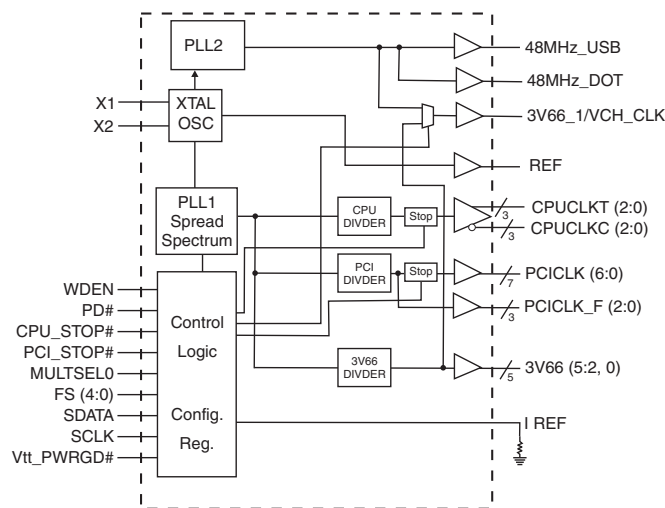 PLL2
48MHz_USB
48MHz_DOT
X1
X2
XTAL
OSC
3V66_1/VCH_CLK
REF
PLL1
Spread
Spectrum
CPU
DIVDER
Stop
3
CPUCLKT (2:0)
3
CPUCLKC (2:0)
PCI
DIVDER
Stop
7
PCICLK (6:0)
3
PCICLK_F (2:0)
WDEN
PD#
CPU_STOP#
PCI_STOP#
MULTSEL0
FS (4:0)
SDATA
SCLK
Vtt_PWRGD#
Control
Logic
Config.
Reg.
3V66
DIVDER
5
3V66 (5:2, 0)
I REF